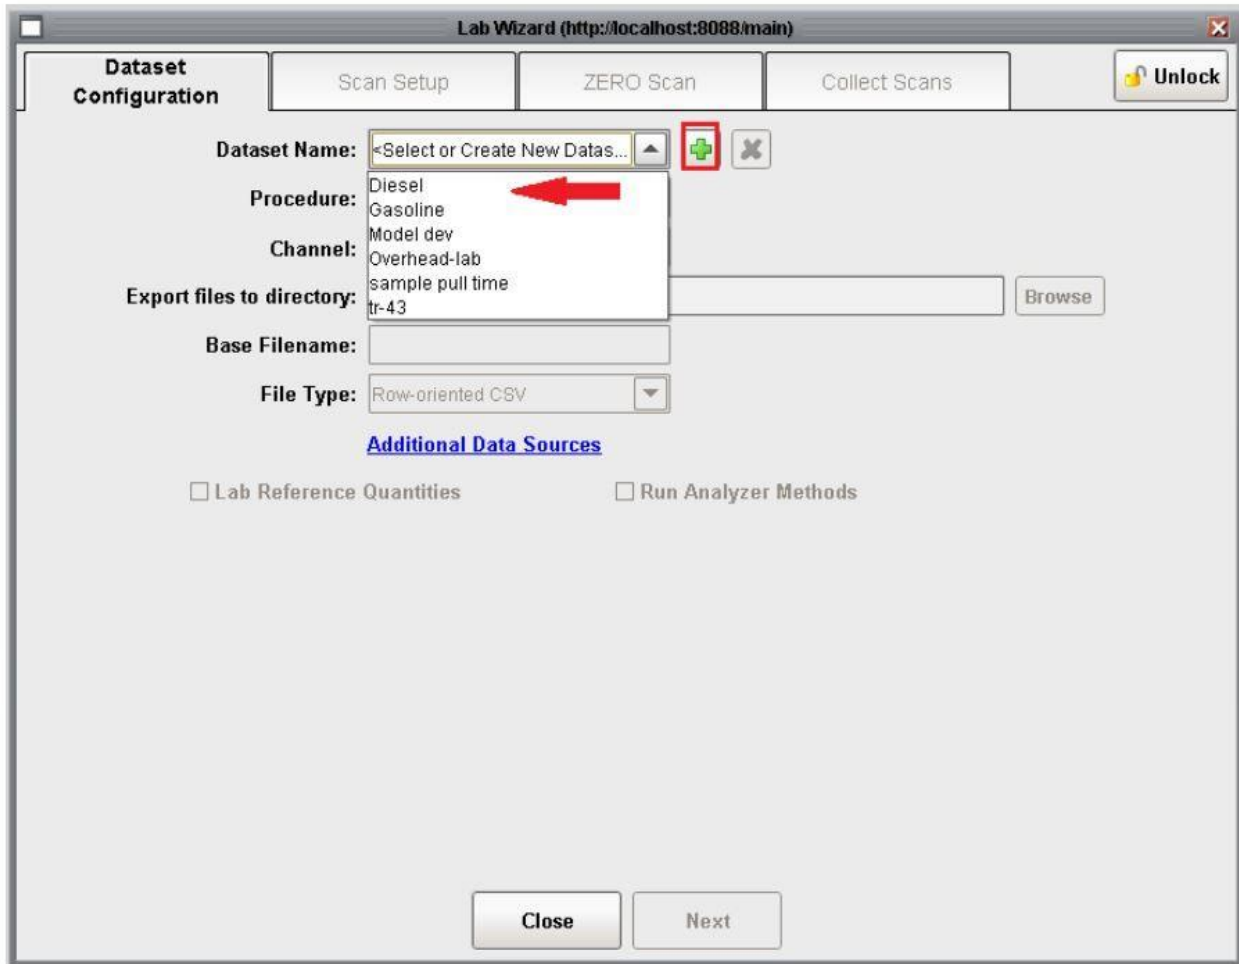 Lab Wizard (http://localhost:8088/main)
Dataset
Configuration
Scan Setup
ZERO Scan
Collect Scans
Unlock
Dataset Name:
<Select or Create New Datas...
Diesel
Gasoline
Model dev
Overhead-lab
sample pull time
tr-43
Procedure:
Channel:
Export files to directory:
Browse
Base Filename:
File Type:
Row-oriented CSV
Additional Data Sources
Lab Reference Quantities
Run Analyzer Methods
Close
Next